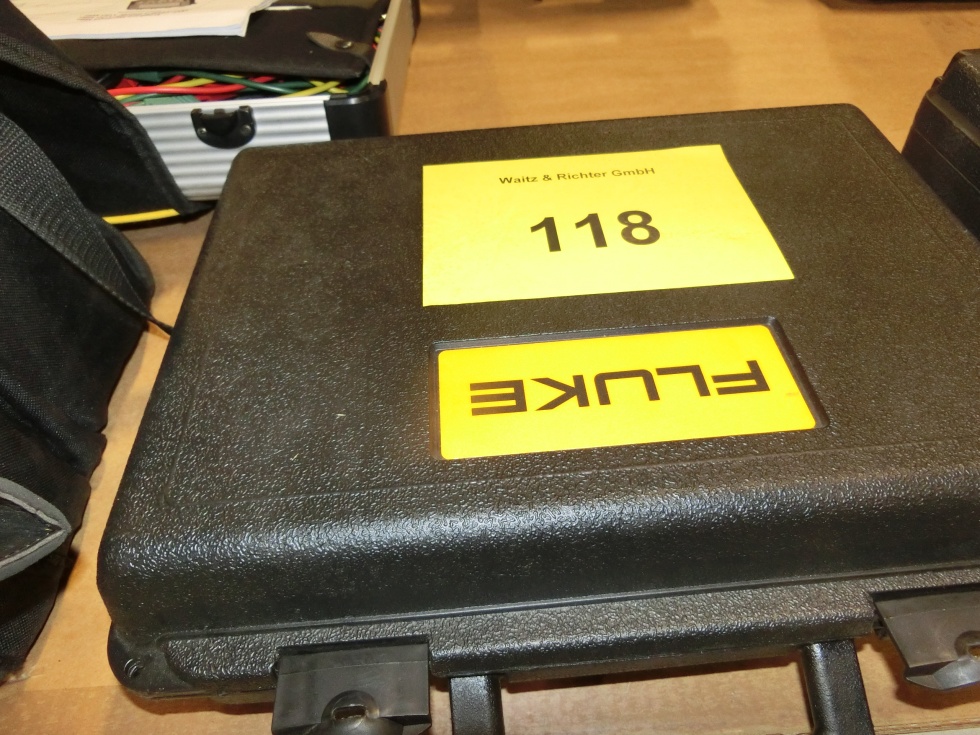 Waitz & Richter GmbH
118
FLUKE